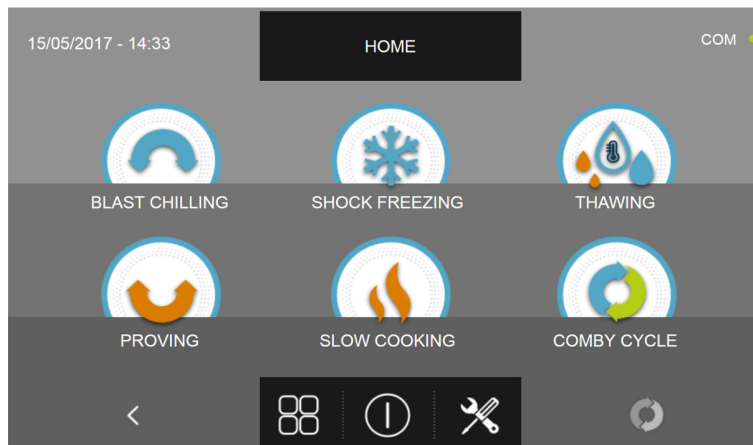 15/05/2017 - 14:33
HOME
COM
BLAST CHILLING
SHOCK FREEZING
THAWING
PROVING
SLOW COOKING
COMBY CYCLE